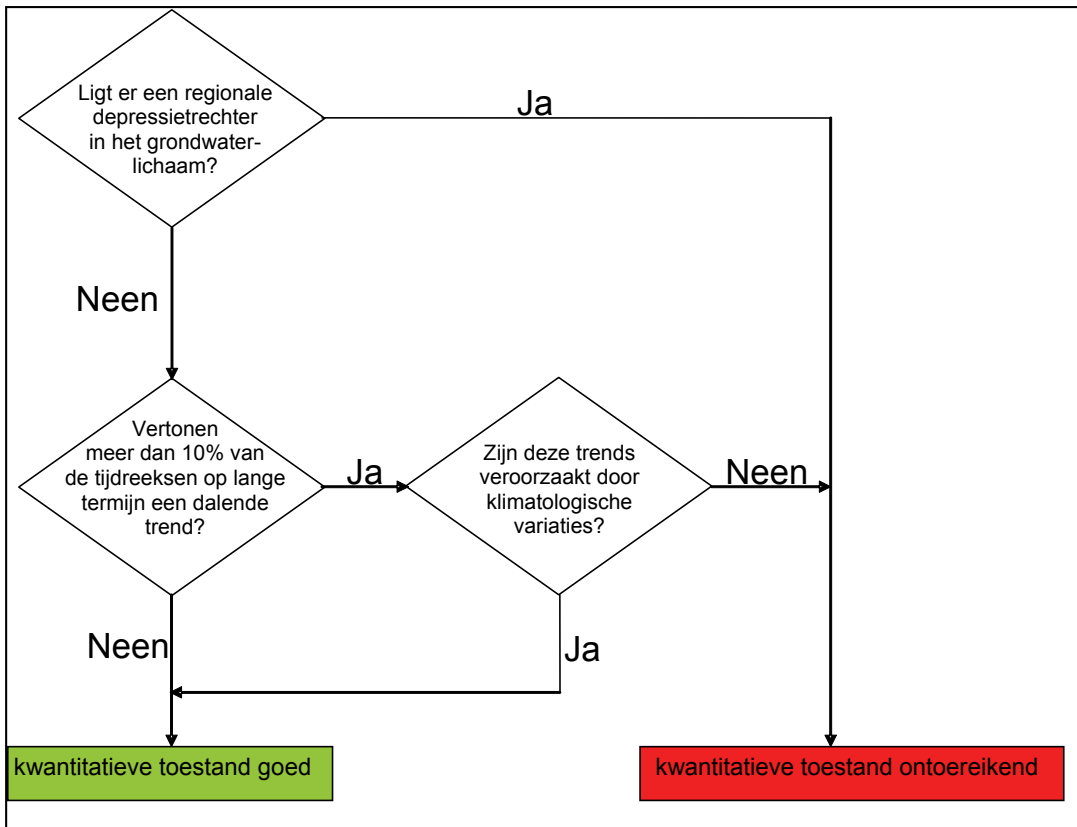 Ligt er een regionale
depressietrechter
in het grondwater-
lichaam?
Ja
Neen
Vertonen
meer dan 10% van
de tijdreeksen op lange
termijn een dalende
trend?
Ja
Zijn deze trends
veroorzaakt door
klimatologische
variaties?
Neen
Neen
Ja
kwantitatieve toestand goed
kwantitatieve toestand ontoereikend